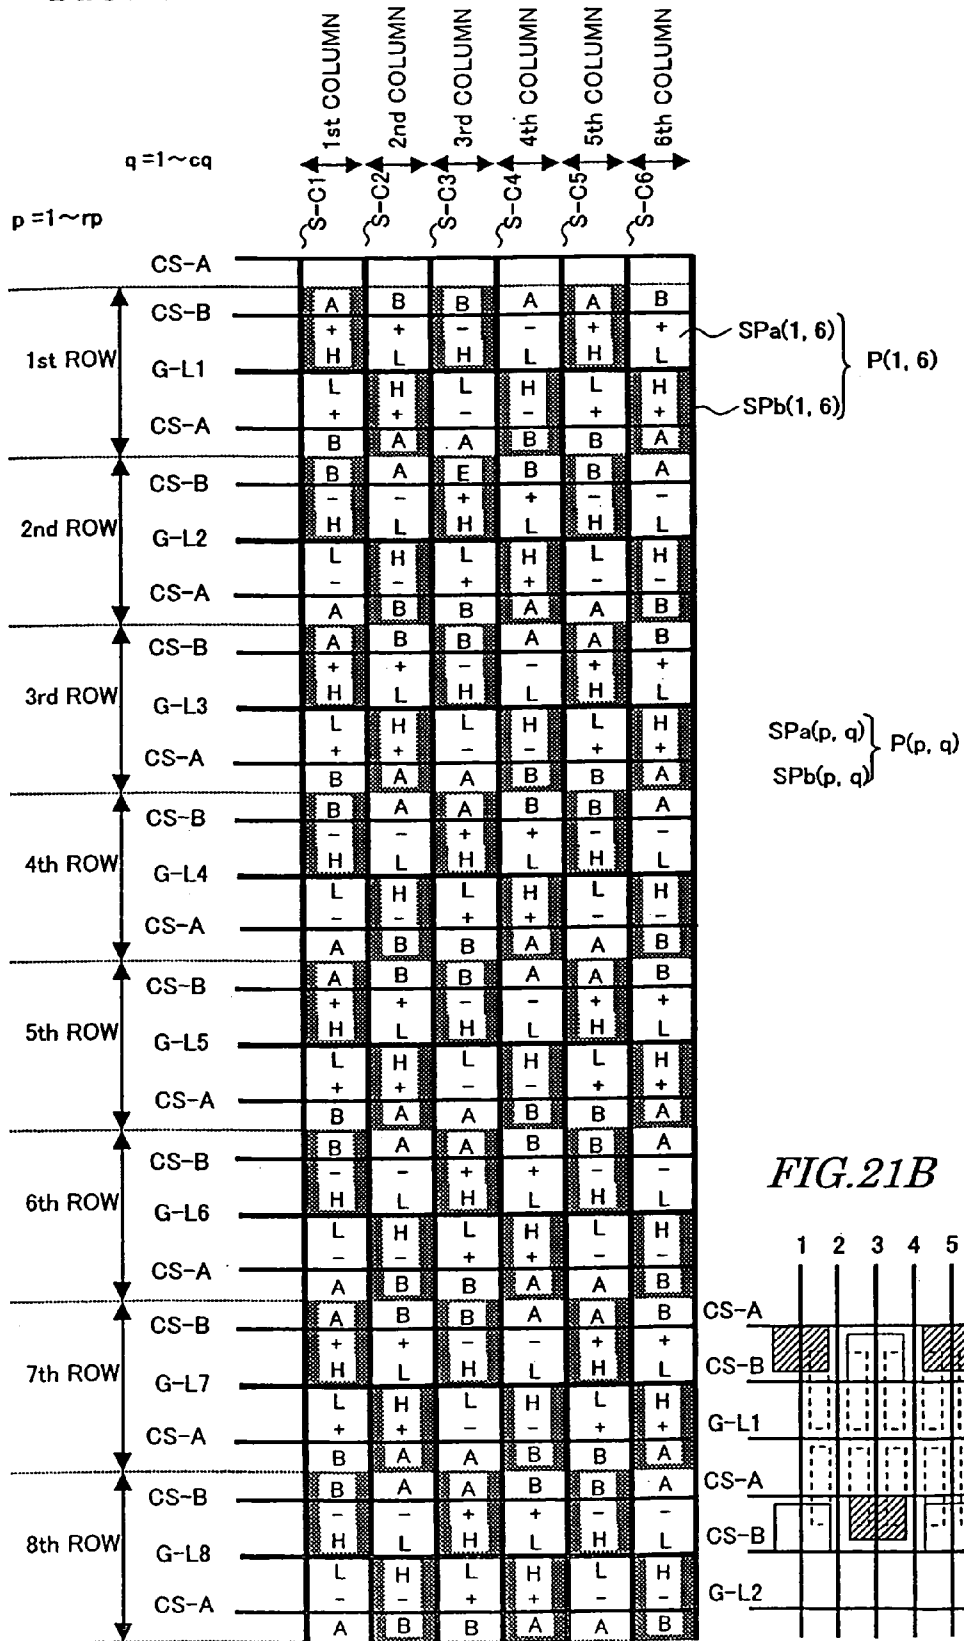 1st COLUMN
2nd COLUMN
3rd COLUMN
4th COLUMN
5th COLUMN
6th COLUMN
q =1~cq
S-C1
S-C2
S-C3
S-C4
S-C5
S-C6
p =1~rp
CS-A
CS-B A B B A A B
+ + - - + +
H L H L H L
SPa(1, 6)
P(1, 6)
1st ROW
G-L1
L H L H L H
+ + - - + +
SPb(1, 6)
CS-A
B A A B B A
CS-B B A E B B A
- - + + - -
H L H L H L
2nd ROW
G-L2
L H L H L H
- - + + - -
CS-A
A B B A A B
CS-B A B B A A B
+ + - - + +
H L H L H L
3rd ROW
G-L3
L H L H L H
+ + - - + +
CS-A
B A A B B A
SPa(p, q)
P(p, q)
SPb(p, q)
CS-B B A A B B A
- - + + - -
H L H L H L
4th ROW
G-L4
L H L H L H
- - + + - -
CS-A
A B B A A B
CS-B A B B A A B
+ + - - + +
H L H L H L
5th ROW
G-L5
L H L H L H
+ + - - + +
CS-A
B A A B B A
CS-B B A A B B A
- - + + - -
H L H L H L
6th ROW
G-L6
L H L H L H
- - + + - -
CS-A
A B B A A B
CS-B A B B A A B
+ + - - + +
H L H L H L
7th ROW
G-L7
L H L H L H
+ + - - + +
CS-A
B A A B B A
CS-B B A A B B A
- - + + - -
H L H L H L
8th ROW
G-L8
L H L H L H
- - + + - -
CS-A
A B B A A B
FIG.21B
1 2 3 4 5
CS-A
CS-B
G-L1
CS-A
CS-B
G-L2